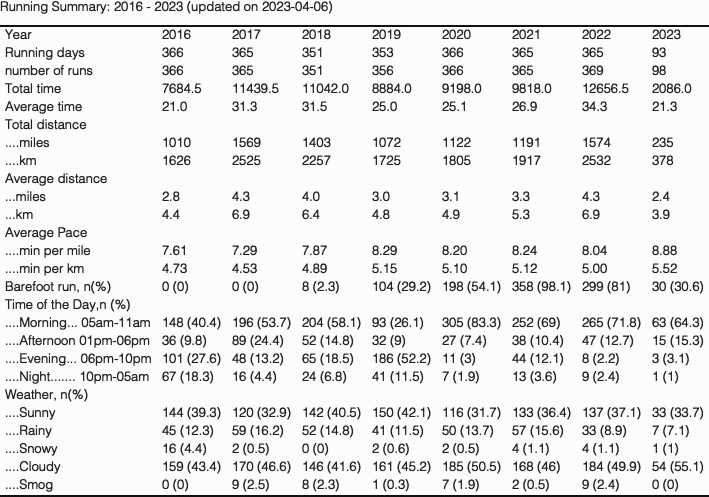 Running Summary: 2016 - 2023 (updated on 2023-04-06)
Year 2016 2017 2018 2019 2020 2021 2022 2023
Running days 366 365 351 353 366 365 365 93
number of runs 366 365 351 356 366 365 369 98
Total time 7684.5 11439.5 11042.0 8884.0 9198.0 9818.0 12656.5 2086.0
Average time 21.0 31.3 31.5 25.0 25.1 26.9 34.3 21.3
Total distance
....miles 1010 1569 1403 1072 1122 1191 1574 235
....km 1626 2525 2257 1725 1805 1917 2532 378
Average distance
...miles 2.8 4.3 4.0 3.0 3.1 3.3 4.3 2.4
...km 4.4 6.9 6.4 4.8 4.9 5.3 6.9 3.9
Average Pace
....min per mile 7.61 7.29 7.87 8.29 8.20 8.24 8.04 8.88
....min per km 4.73 4.53 4.89 5.15 5.10 5.12 5.00 5.52
Barefoot run, n(%) 0 (0) 0 (0) 8 (2.3) 104 (29.2) 198 (54.1) 358 (98.1) 299 (81) 30 (30.6)
Time of the Day,n (%)
....Morning... 05am-11am 148 (40.4) 196 (53.7) 204 (58.1) 93 (26.1) 305 (83.3) 252 (69) 265 (71.8) 63 (64.3)
....Afternoon 01pm-06pm 36 (9.8) 89 (24.4) 52 (14.8) 32 (9) 27 (7.4) 38 (10.4) 47 (12.7) 15 (15.3)
....Evening... 06pm-10pm 101 (27.6) 48 (13.2) 65 (18.5) 186 (52.2) 11 (3) 44 (12.1) 8 (2.2) 3 (3.1)
....Night....... 10pm-05am 67 (18.3) 16 (4.4) 24 (6.8) 41 (11.5) 7 (1.9) 13 (3.6) 9 (2.4) 1 (1)
Weather, n(%)
....Sunny 144 (39.3) 120 (32.9) 142 (40.5) 150 (42.1) 116 (31.7) 133 (36.4) 137 (37.1) 33 (33.7)
....Rainy 45 (12.3) 59 (16.2) 52 (14.8) 41 (11.5) 50 (13.7) 57 (15.6) 33 (8.9) 7 (7.1)
....Snowy 16 (4.4) 2 (0.5) 0 (0) 2 (0.6) 2 (0.5) 4 (1.1) 4 (1.1) 1 (1)
....Cloudy 159 (43.4) 170 (46.6) 146 (41.6) 161 (45.2) 185 (50.5) 168 (46) 184 (49.9) 54 (55.1)
....Smog 0 (0) 9 (2.5) 8 (2.3) 1 (0.3) 7 (1.9) 2 (0.5) 9 (2.4) 0 (0)